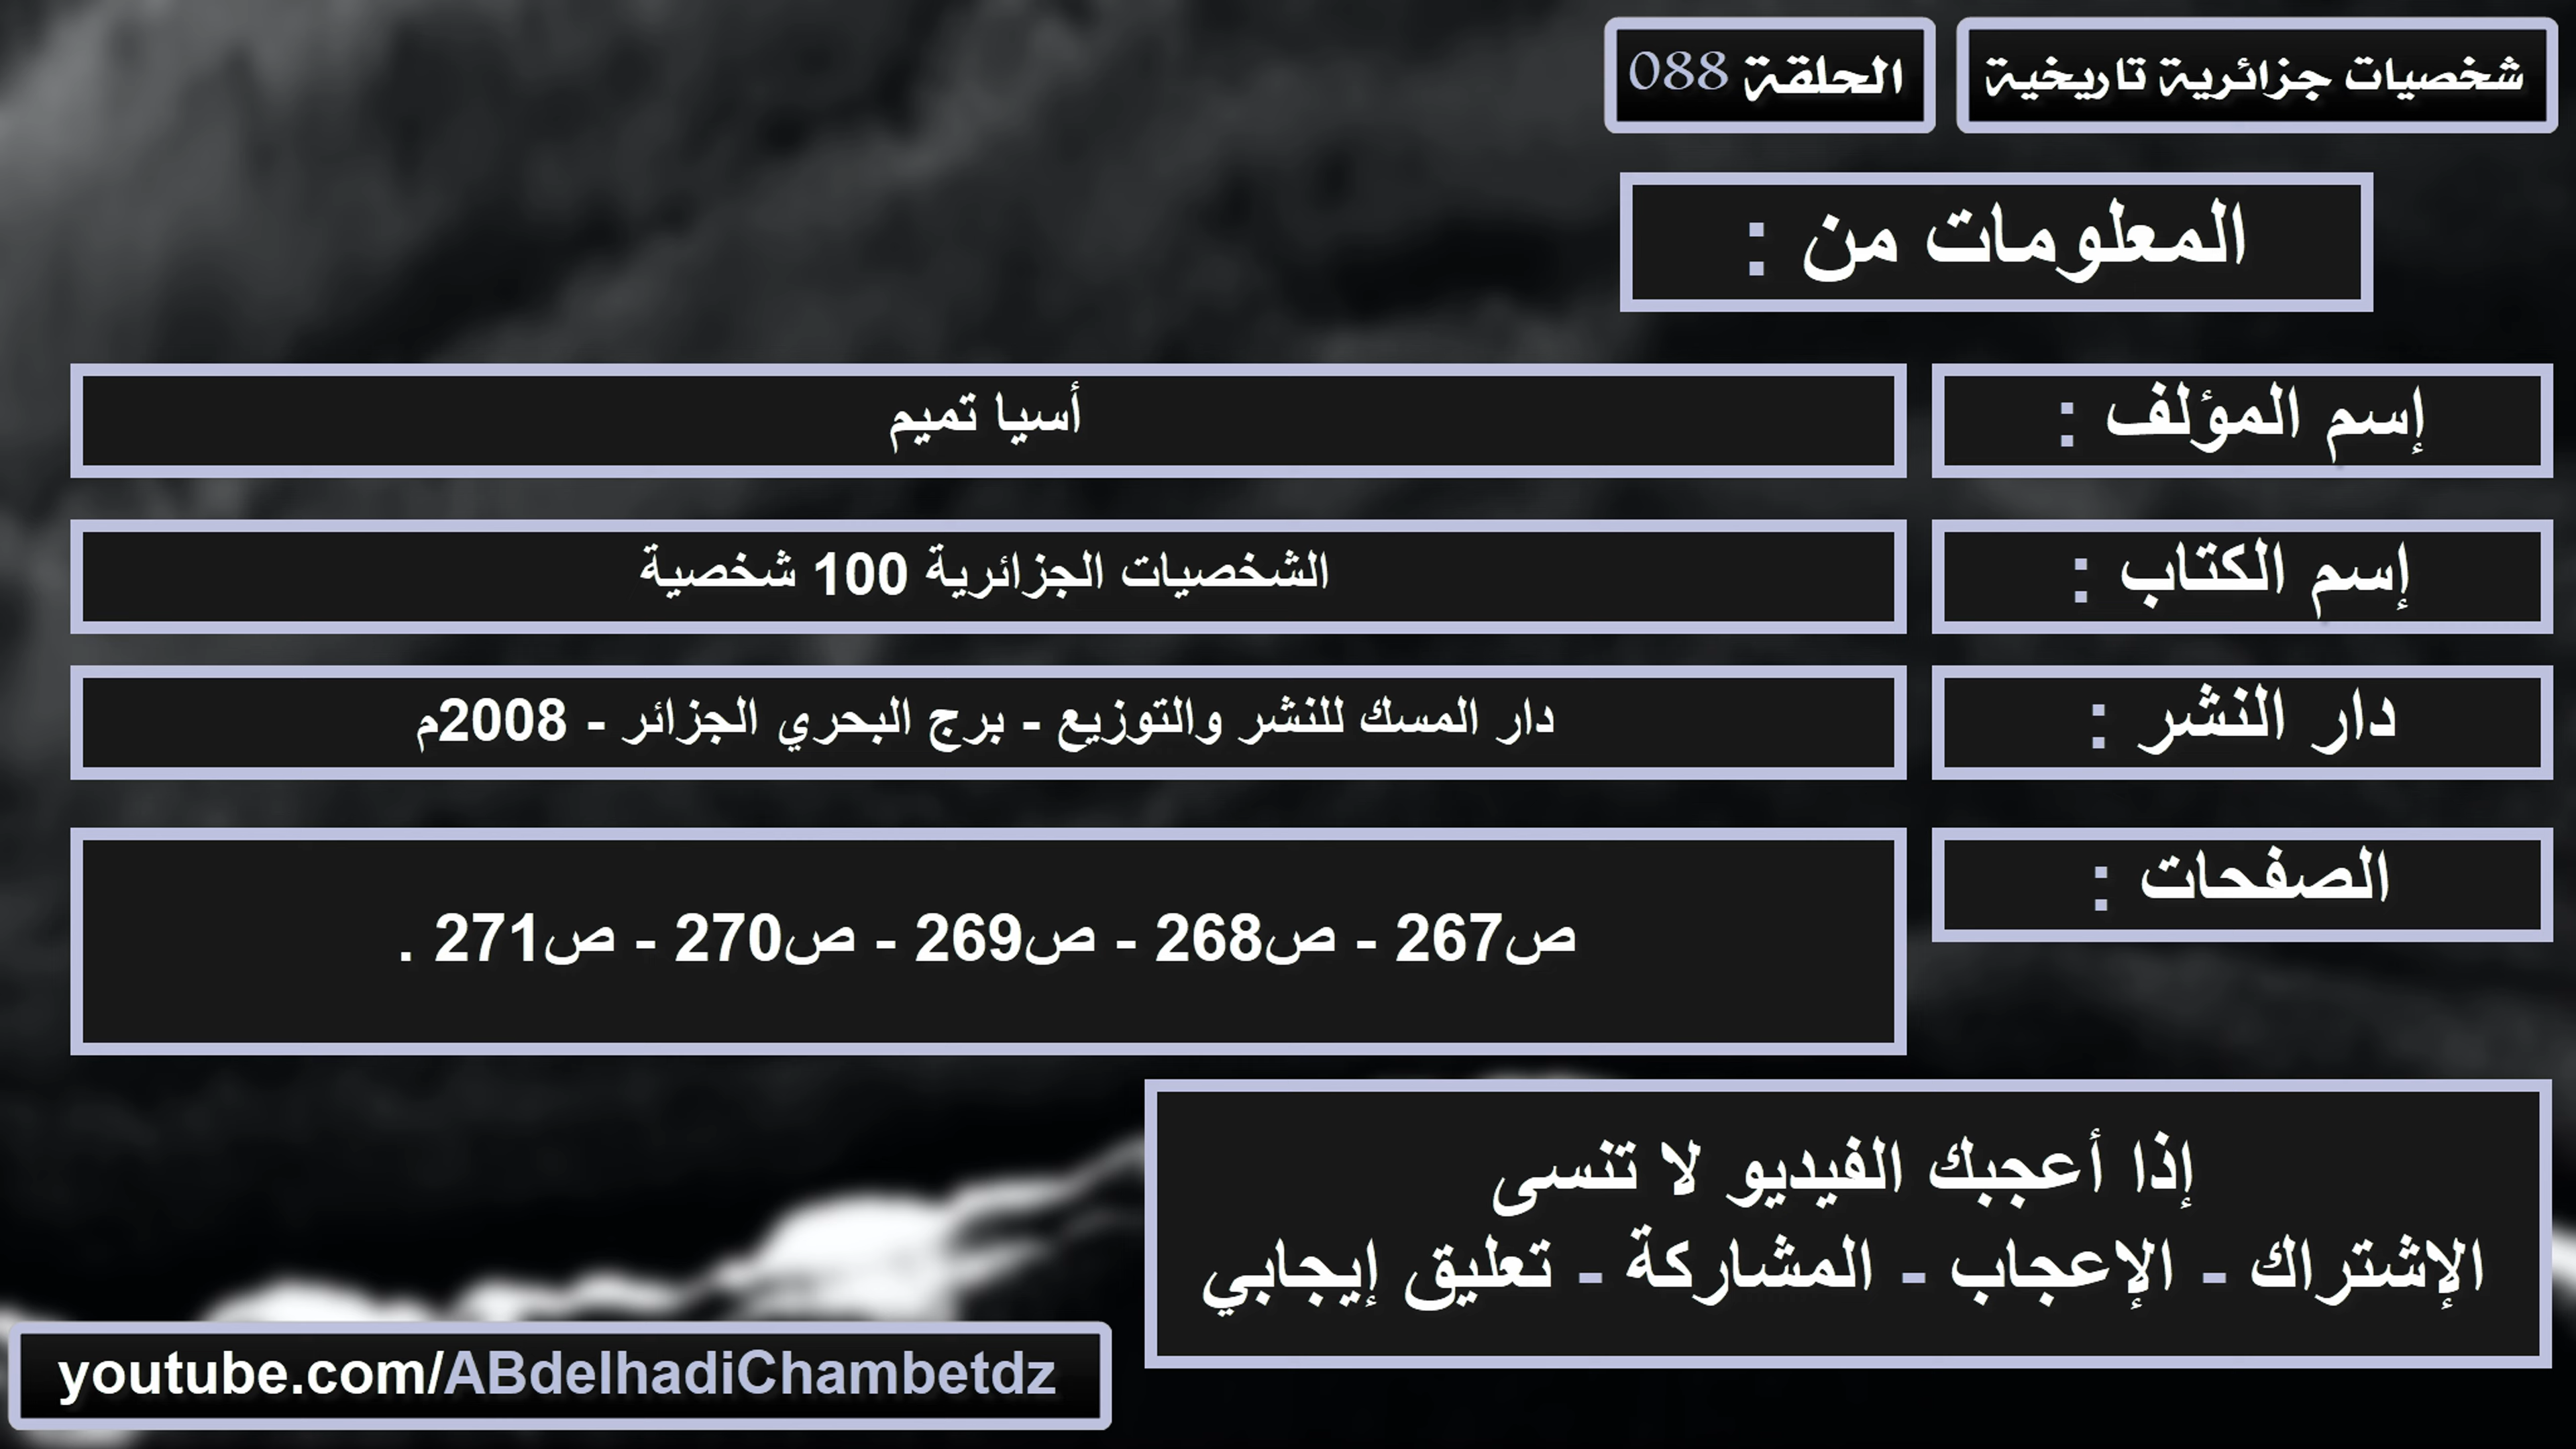 شخصيات جزائرية تاريخية
الحلقة 088
المعلومات من :
إسم المؤلف :
أسيا تميم
إسم الكتاب :
الشخصيات الجزائرية 100 شخصية
دار النشر :
دار المسك للنشر والتوزيع - برج البحري الجزائر - 2008م
الصفحات :
ص267 - ص268 - ص269 - ص270 - ص271 .
إذا أعجبك الفيديو لا تنسى
الإشتراك - الإعجاب - المشاركة - تعليق إيجابي
youtube.com/ABdelhadiChambetdz